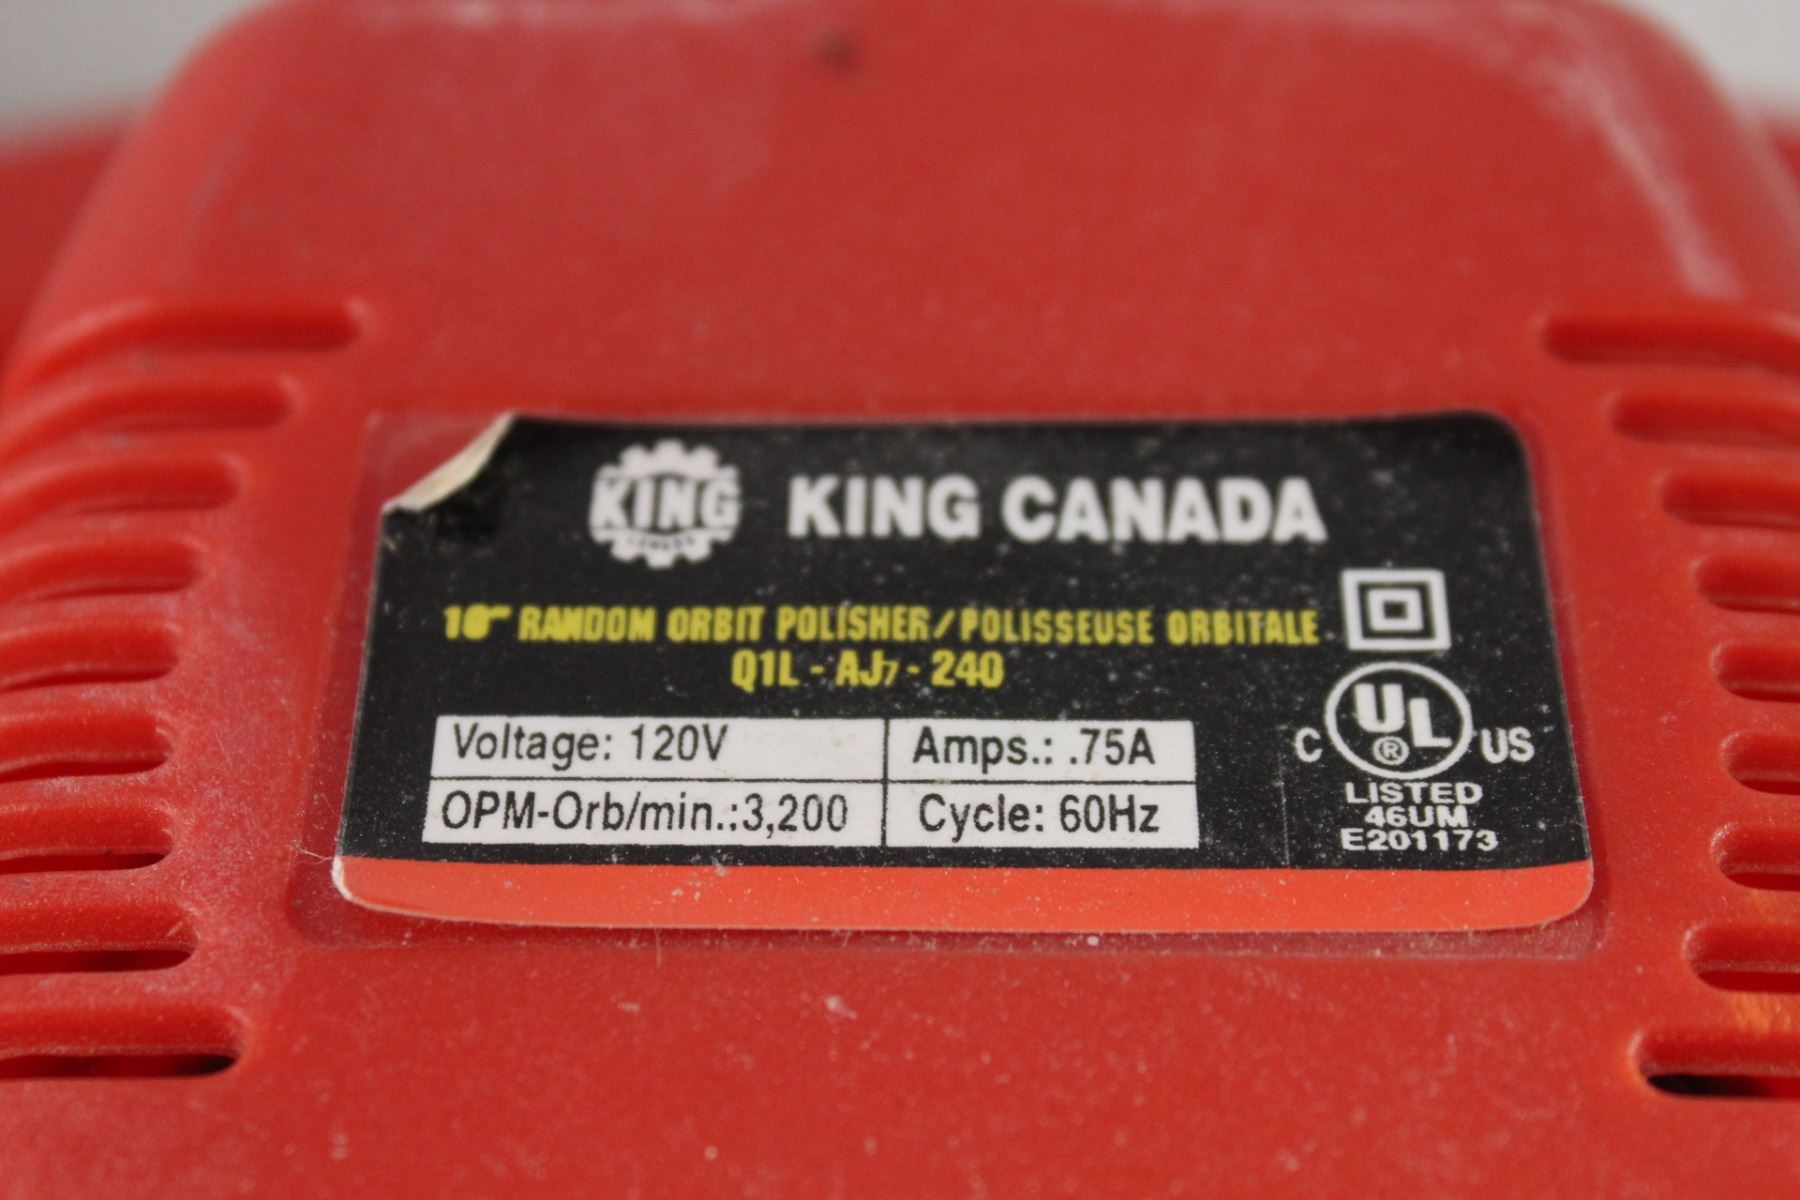 KING
CANADA
KING CANADA
10" RANDOM ORBIT POLISHER/POLISSEUSE ORBITALE
Q1L - AJ7 - 240
Voltage: 120V Amps.: .75A
OPM-Orb/min.:3,200 Cycle: 60Hz
C UL® US
LISTED
46UM
E201173